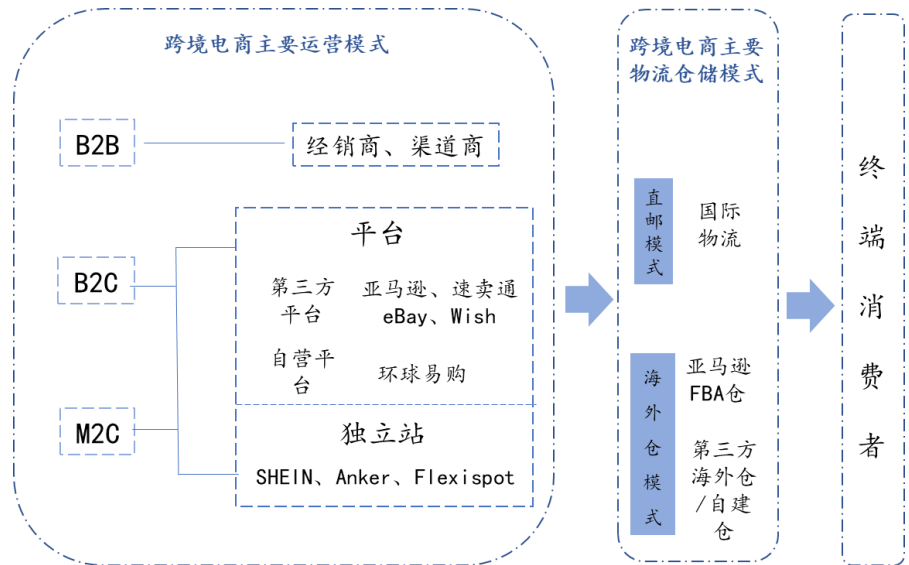 跨境电商主要运营模式
B2B
经销商、渠道商
B2C
M2C
平台
第三方
平台
亚马逊、速卖通
eBay、Wish
自营平
台
环球易购
独立站
SHEIN、Anker、Flexispot
跨境电商主要
物流仓储模式
直邮模式
国际
物流
海外仓模式
亚马逊
FBA仓
第三方
海外仓
/自建
仓
终端消费者